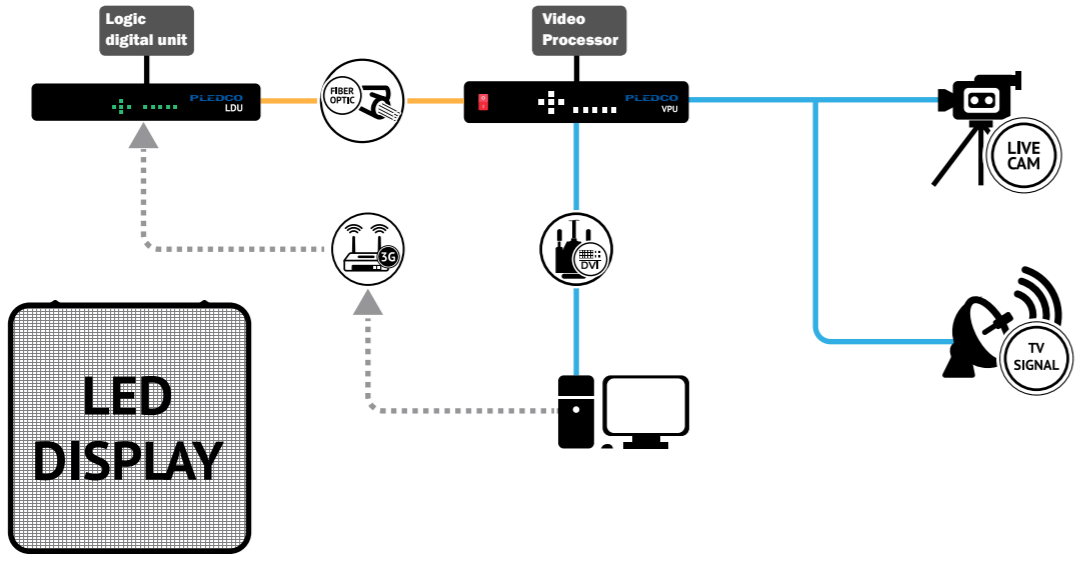 Logic
digital unit
Video
Processor
PLEDCO
LDU
FIBER
OPTIC
PLEDCO
VPU
LIVE
CAM
3G
DVI
TV
SIGNAL
LED
DISPLAY